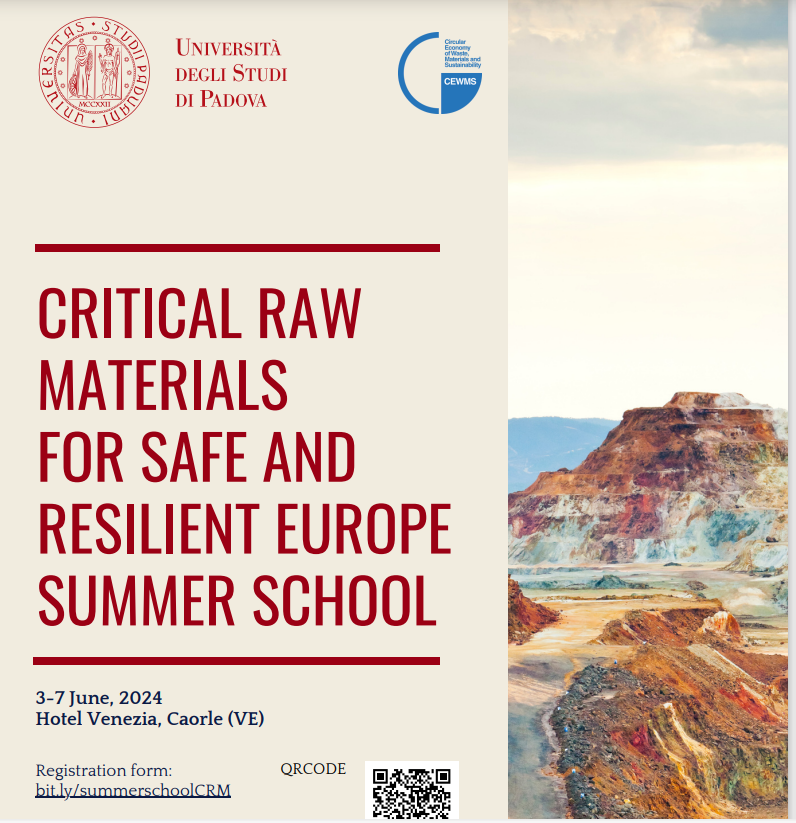 UNIVERSITAS STUDII PADUANI
MCCXXII
UNIVERSITÀ
DEGLI STUDI
DI PADOVA
Circular
Economy
of Waste,
Materials and
Sustainability
CEWMS
CRITICAL RAW
MATERIALS
FOR SAFE AND
RESILIENT EUROPE
SUMMER SCHOOL
3-7 June, 2024
Hotel Venezia, Caorle (VE)
Registration form:
bit.ly/summerschoolCRM
QRCODE